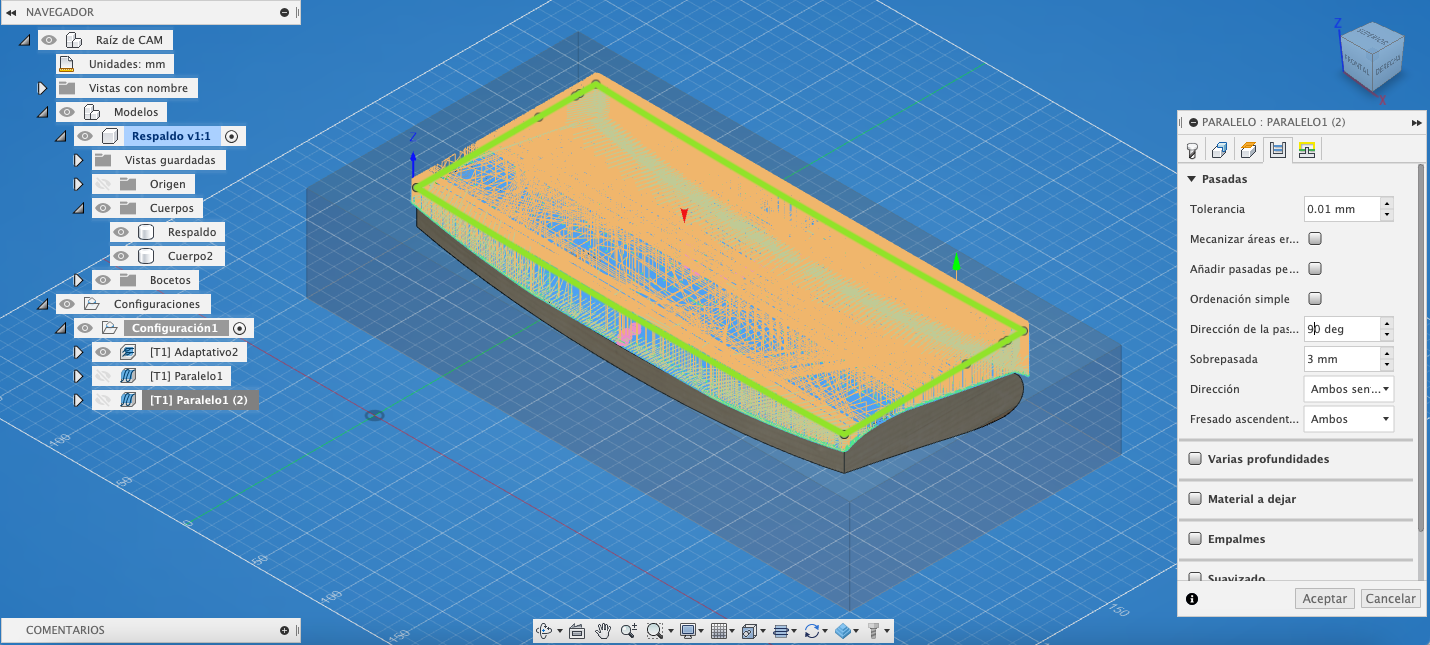 NAVEGADOR
Raíz de CAM
Unidades: mm
Vistas con nombre
Modelos
Respaldo v1:1
Vistas guardadas
Origen
Cuerpos
Respaldo
Cuerpo2
Bocetos
Configuraciones
Configuración1
[T1] Adaptativo2
[T1] Paralelo1
[T1] Paralelo1 (2)
COMENTARIOS
Z
100
50
0
50
100
150
150
Z
SUPERIOR
FRONTAL
DERECHA
X
PARALELO : PARALELO1 (2)
Pasadas
Tolerancia
0.01 mm
Mecanizar áreas er...
Añadir pasadas pe...
Ordenación simple
Dirección de la pas...
90 deg
Sobrepasada
3 mm
Dirección
Ambos sen...
Fresado ascendent...
Ambos
Varias profundidades
Material a dejar
Empalmes
Suavizado
Aceptar
Cancelar